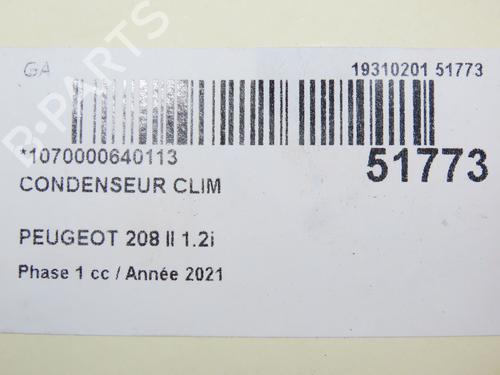 GA
19310201 51773
*1070000640113
51773
CONDENSEUR CLIM
PEUGEOT 208 II 1.2i
Phase 1 cc / Année 2021
B-PARTS